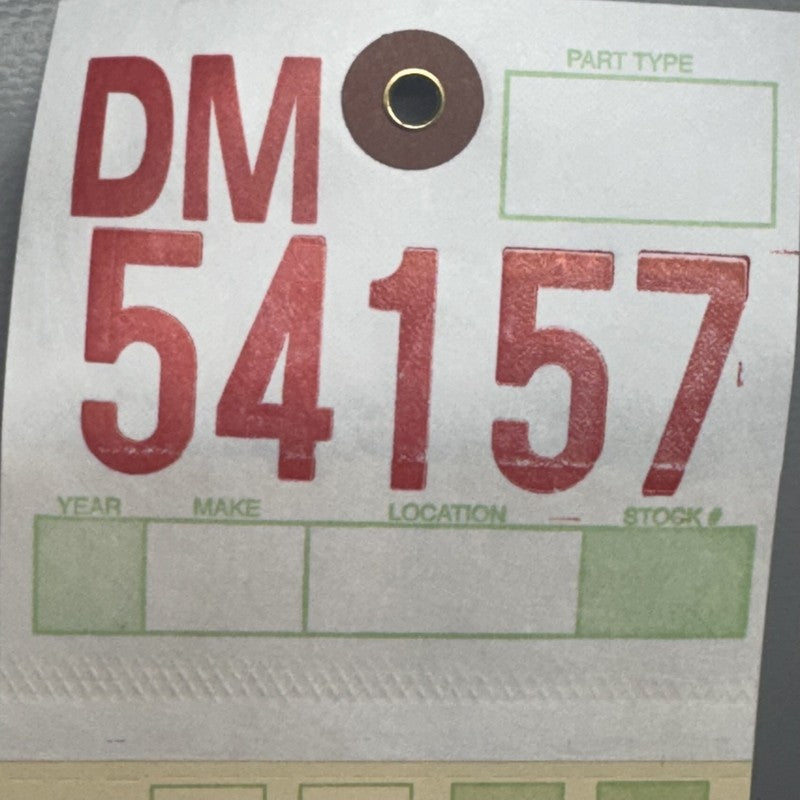 DM
PART TYPE
54157
YEAR MAKE LOCATION STOCK #